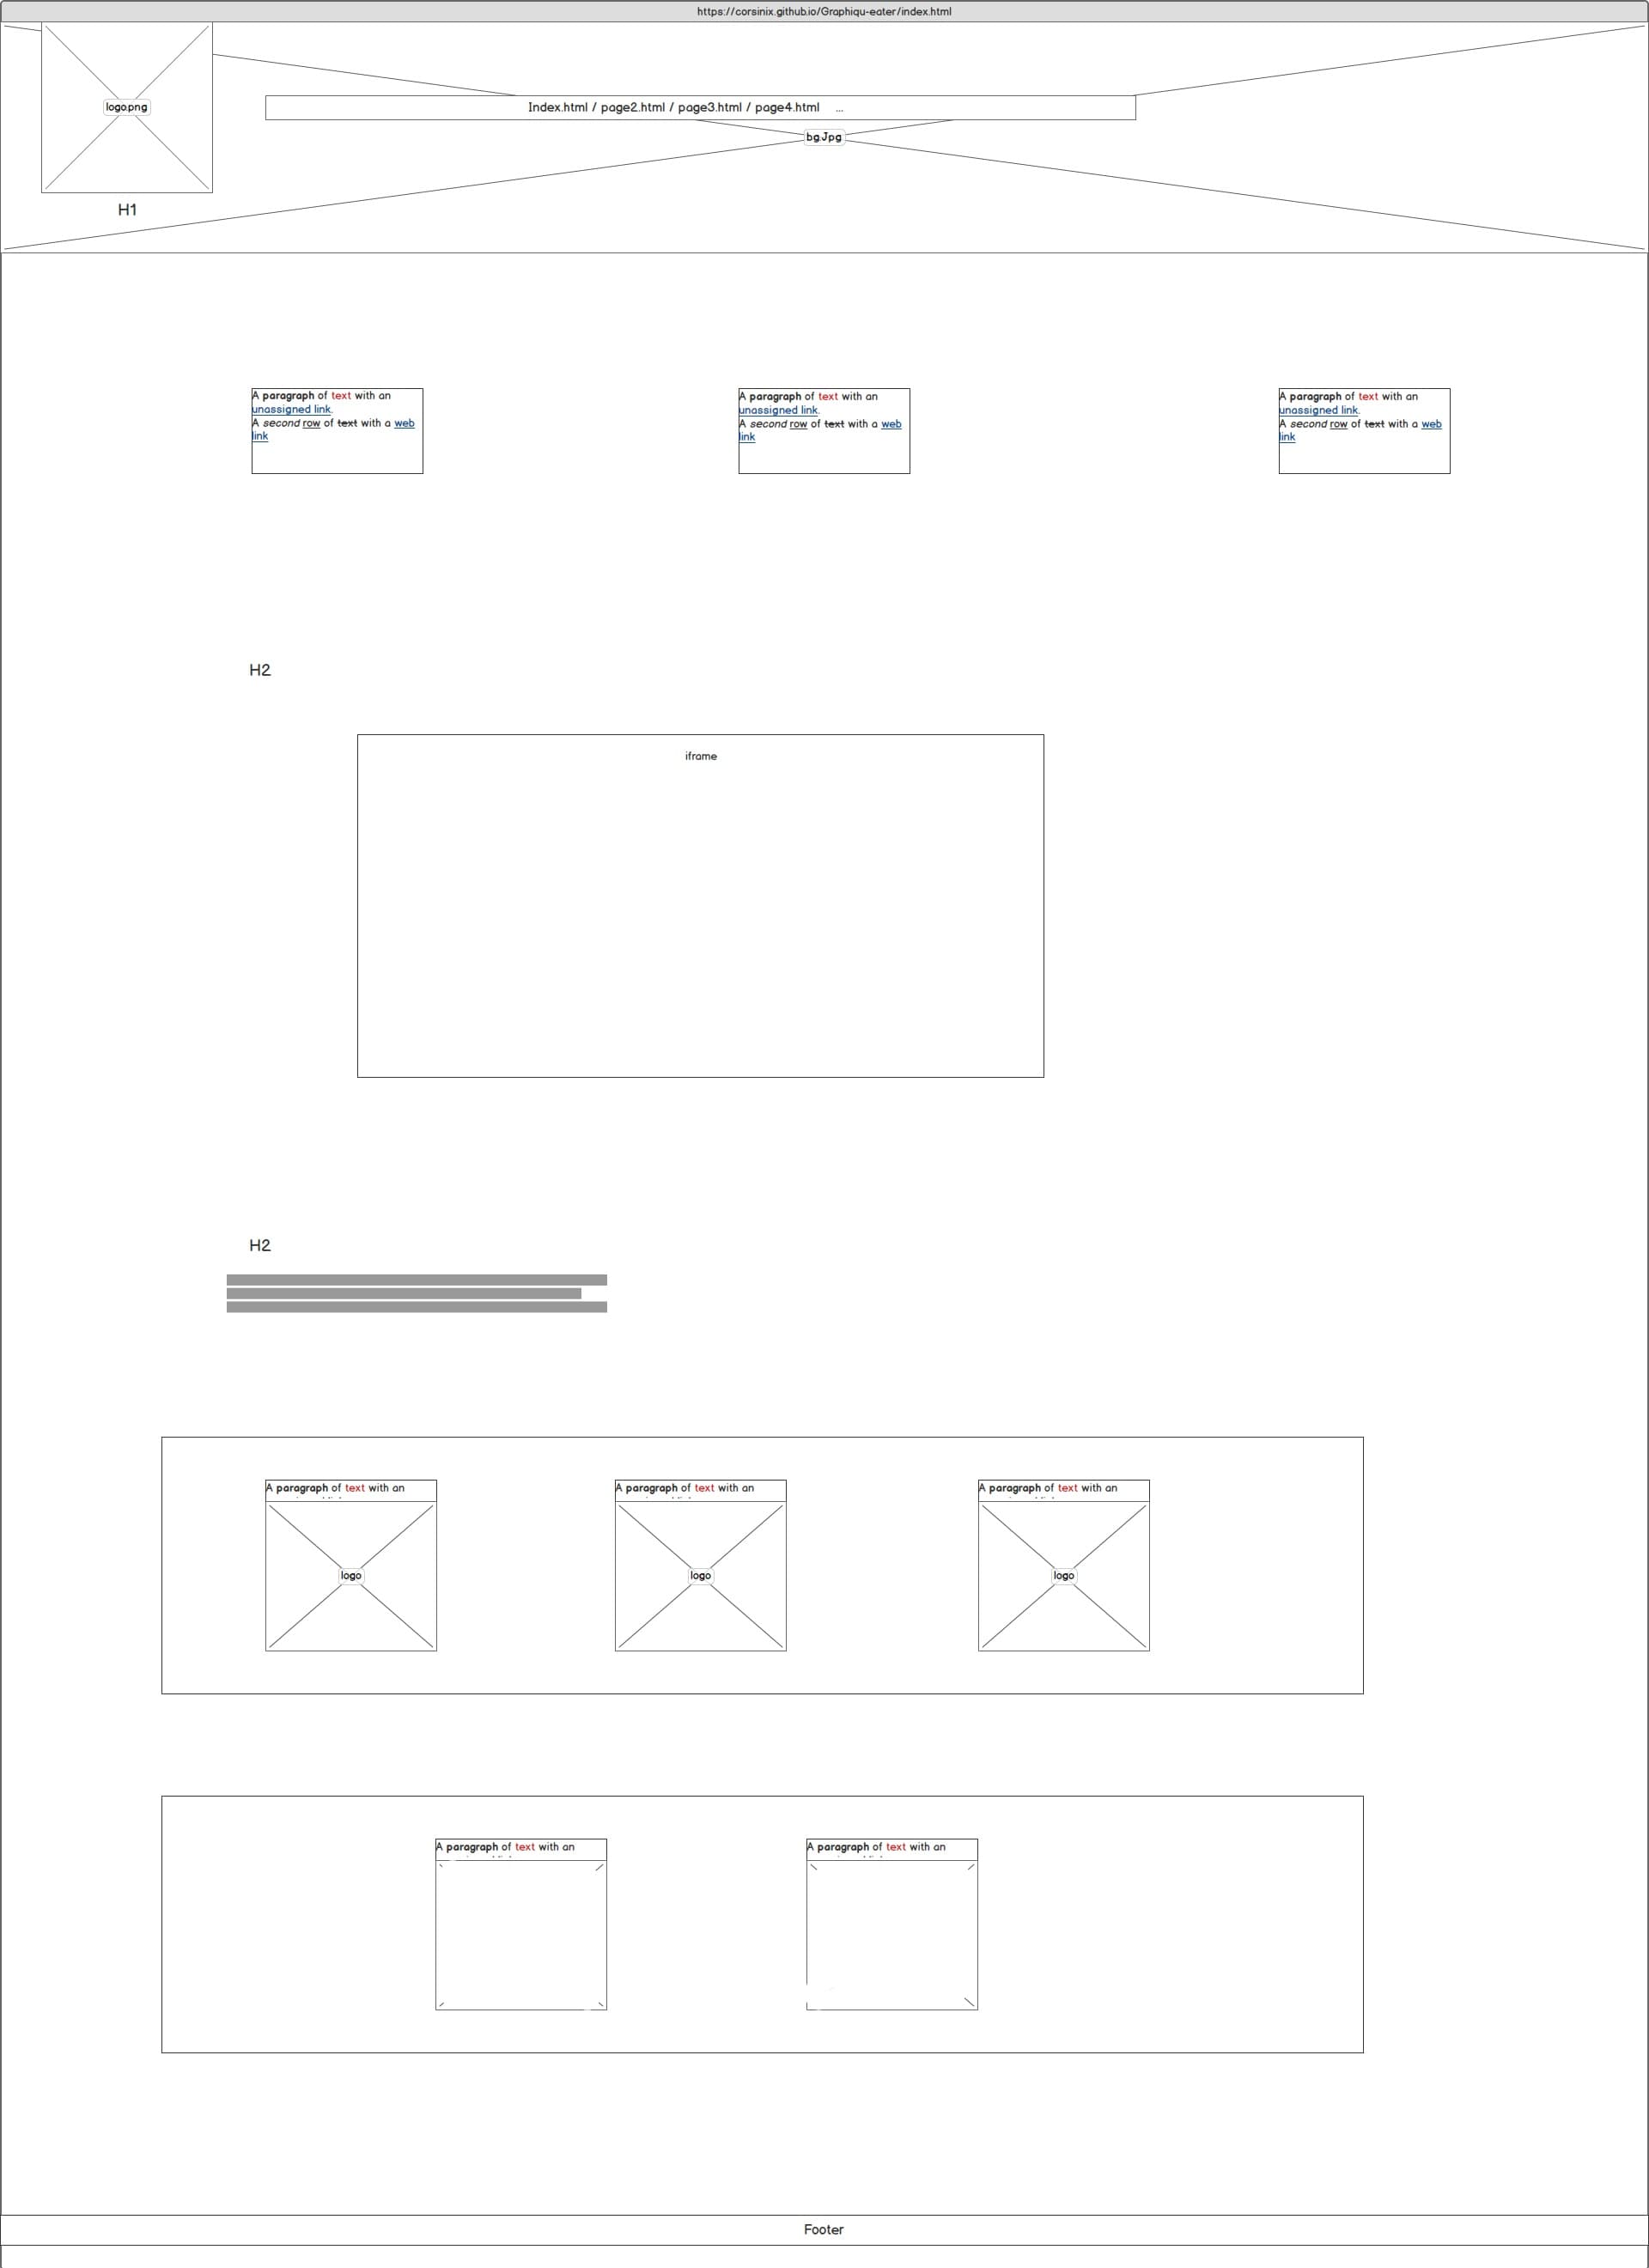 https://corsinix.github.io/Graphiqu-eater/index.html
logo.png
Index.html / page2.html / page3.html / page4.html ...
bg.Jpg
H1
A paragraph of text with an
unassigned link.
A second row of text with a web
link
A paragraph of text with an
unassigned link.
A second row of text with a web
link
A paragraph of text with an
unassigned link.
A second row of text with a web
link
H2
iframe
H2
A paragraph of text with an
logo
A paragraph of text with an
logo
A paragraph of text with an
logo
A paragraph of text with an
A paragraph of text with an
Footer